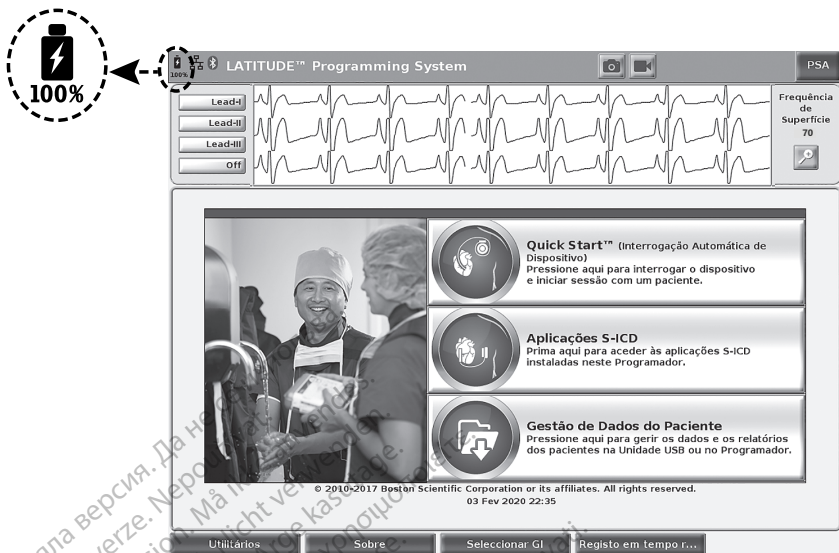 100%
100%
LATITUDE™ Programming System
PSA
Lead-I
Lead-II
Lead-III
Off
Frequência
de
Superfície
70
Quick Start™ (Interrogação Automática de
Dispositivo)
Pressione aqui para interrogar o dispositivo
e iniciar sessão com um paciente.
Aplicações S-ICD
Prima aqui para aceder às aplicações S-ICD
instaladas neste Programador.
Gestão de Dados do Paciente
Pressione aqui para gerir os dados e os relatórios
dos pacientes na Unidade USB ou no Programador.
© 2010-2017 Boston Scientific Corporation or its affiliates. All rights reserved.
03 Fev 2020 22:35
Utilitários
Sobre
Seleccionar GI
Registo em tempo r...